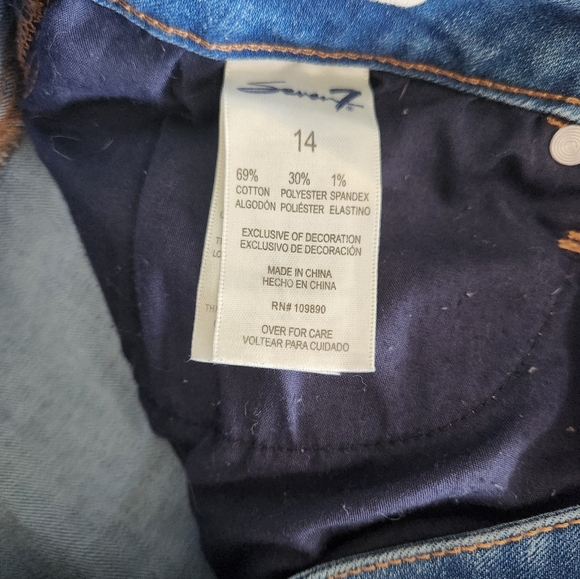 Seven7®
14
69% 30% 1%
COTTON POLYESTER SPANDEX
ALGODÓN POLIÉSTER ELASTINO
EXCLUSIVE OF DECORATION
EXCLUSIVO DE DECORACIÓN
MADE IN CHINA
HECHO EN CHINA
RN# 109890
OVER FOR CARE
VOLTEAR PARA CUIDADO